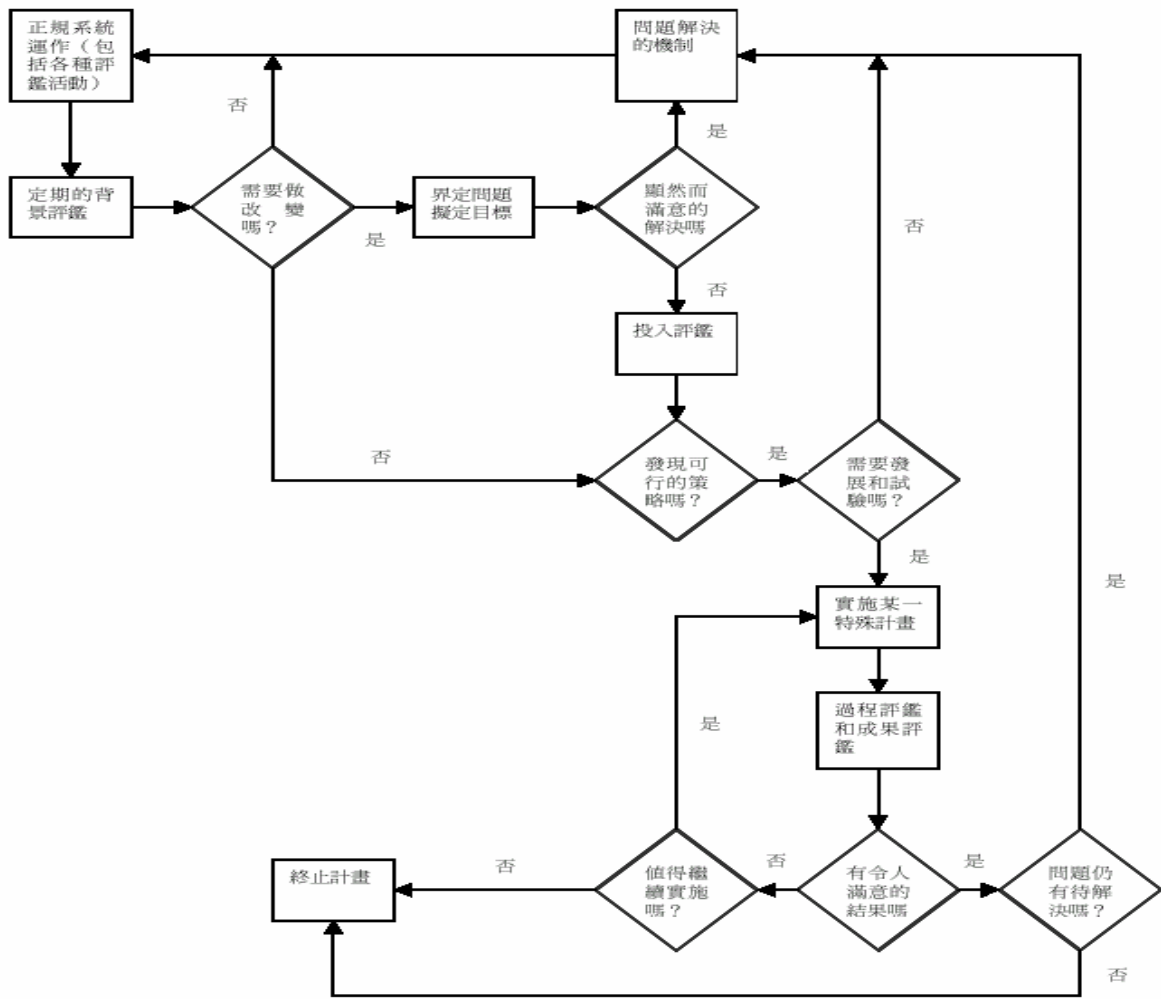 正規系統
運作（包
括各種評
鑑活動）
問題解決
的機制
否
是
定期的背
景評鑑
需要做
改變
嗎？
是
界定問題
擬定目標
顯然而
滿意的
解決嗎
否
否
投入評鑑
否
發現可
行的策
略嗎？
是
需要發
展和試
驗嗎？
是
是
實施某一
特殊計畫
是
過程評鑑
和成果評
鑑
終止計畫
否
值得繼
續實施
嗎？
否
有令人
滿意的
結果嗎
是
問題仍
有待解
決嗎？
否